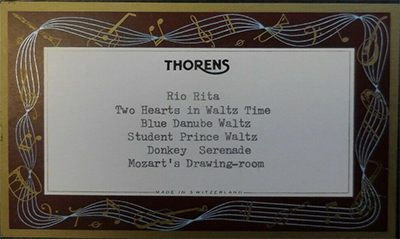 THORENS
Rio Rita
Two Hearts in Waltz Time
Blue Danube Waltz
Student Prince Waltz
Donkey Serenade
Mozart's Drawing-room
MADE IN SWITZERLAND